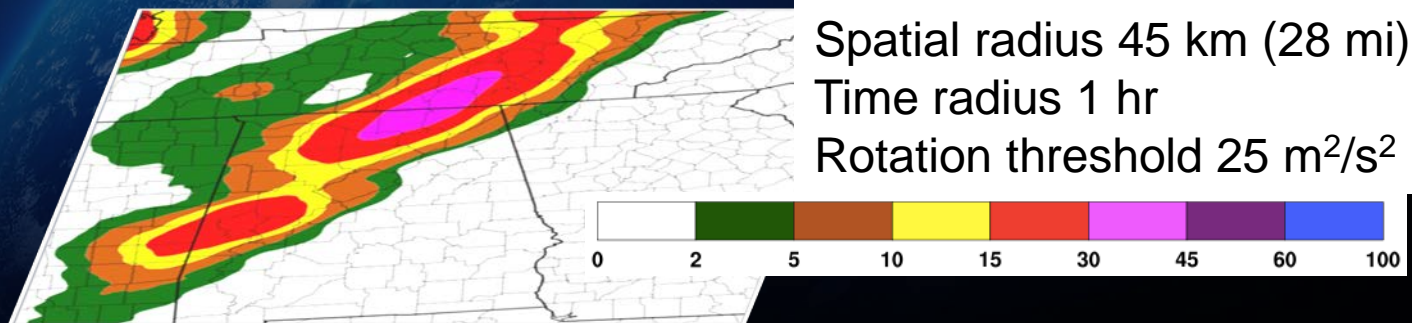 Spatial radius 45 km (28 mi)
Time radius 1 hr
Rotation threshold 25 m²/s²
0 2 5 10 15 30 45 60 100